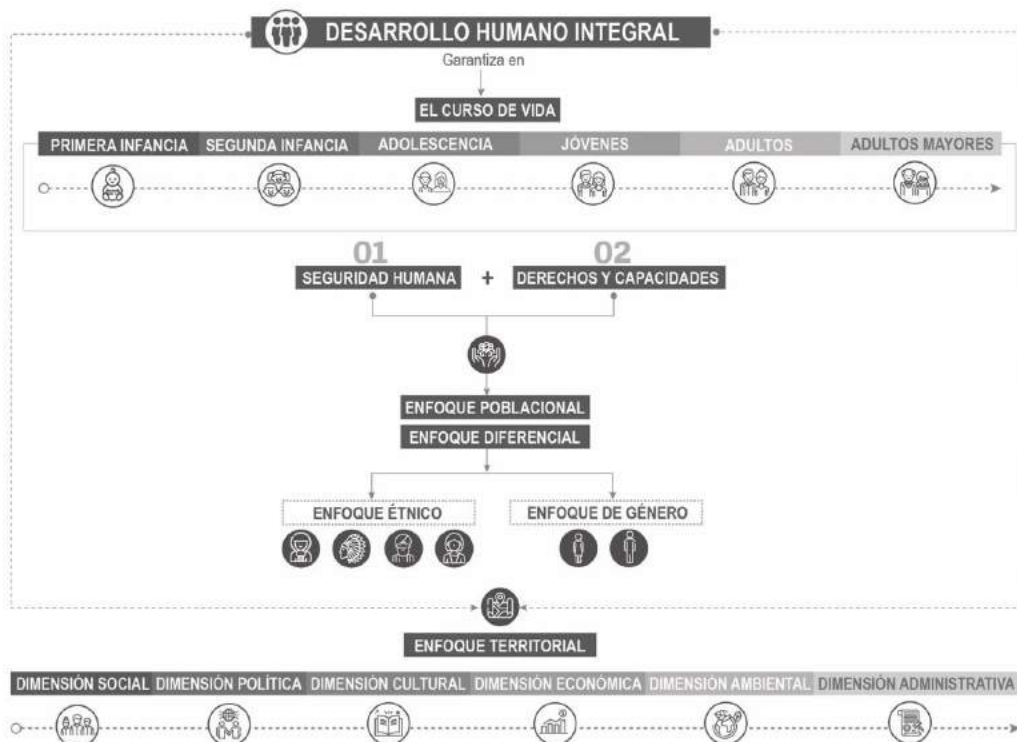 DESARROLLO HUMANO INTEGRAL
Garantiza en
EL CURSO DE VIDA
PRIMERA INFANCIA SEGUNDA INFANCIA ADOLESCENCIA JÓVENES ADULTOS ADULTOS MAYORES
01 02
SEGURIDAD HUMANA + DERECHOS Y CAPACIDADES
ENFOQUE POBLACIONAL
ENFOQUE DIFERENCIAL
ENFOQUE ÉTNICO ENFOQUE DE GÉNERO
ENFOQUE TERRITORIAL
DIMENSIÓN SOCIAL DIMENSIÓN POLÍTICA DIMENSIÓN CULTURAL DIMENSIÓN ECONÓMICA DIMENSIÓN AMBIENTAL DIMENSIÓN ADMINISTRATIVA